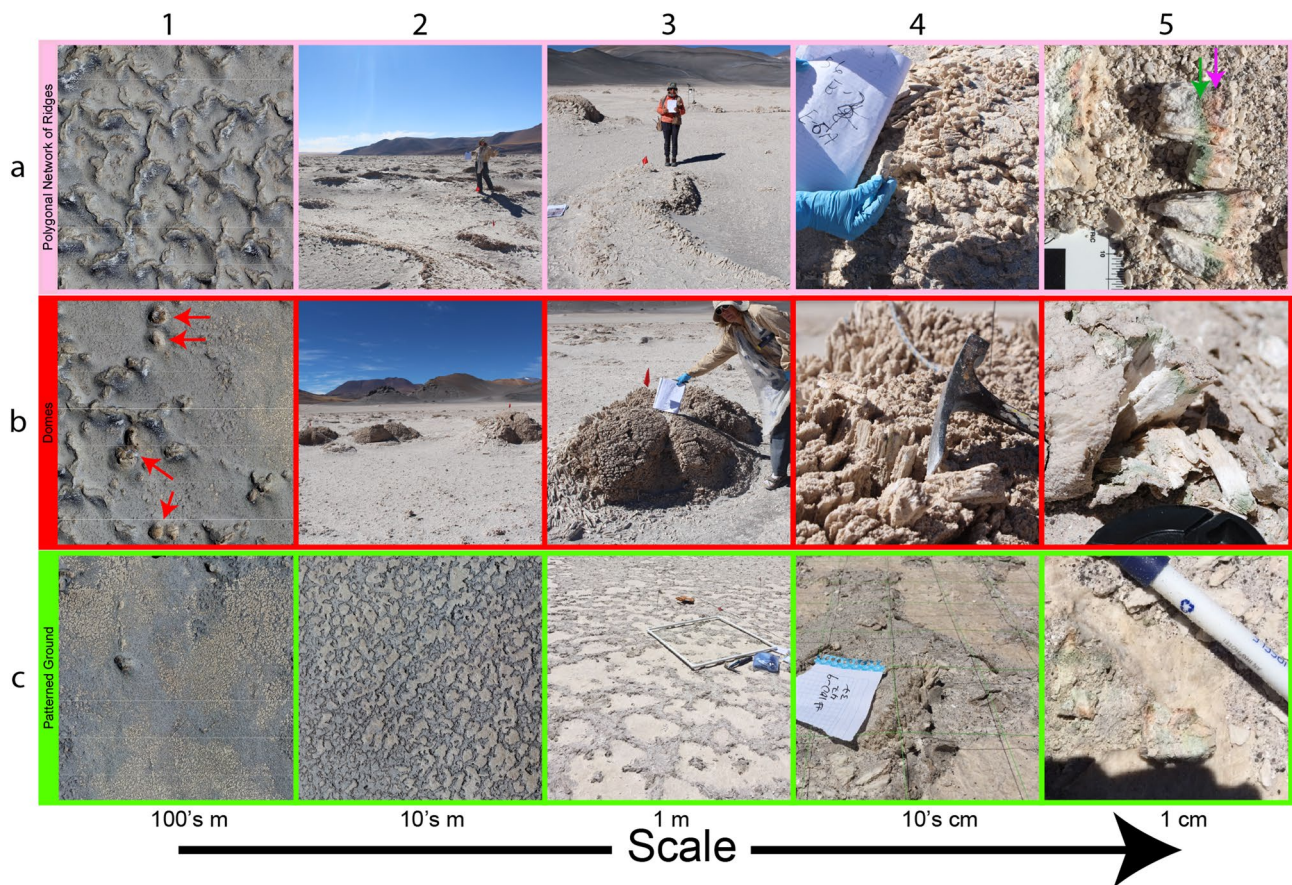 1 2 3 4 5
a
Polygonal Network of Ridges
b
Domes
c
Patterned Ground
10
100's m 10's m 1 m 10's cm 1 cm
Scale